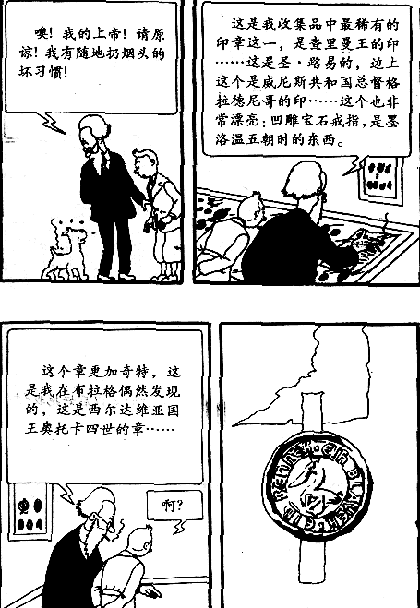 噢！我的上帝！请原
谅！我有随地扔烟头的
坏习惯！
这是我收集品中最稀有的
印章这一，是查里曼王的印
……这是圣·路易的，边上
这个是威尼斯共和国总督格
拉德尼哥的印……这个也非
常漂亮：凹雕宝石戒指，是墨
洛温五朝时的东西。
这个章更加奇特，这
是我在布拉格偶然发现
的，这是西尔达维亚国
王奥托卡四世的章……
啊？